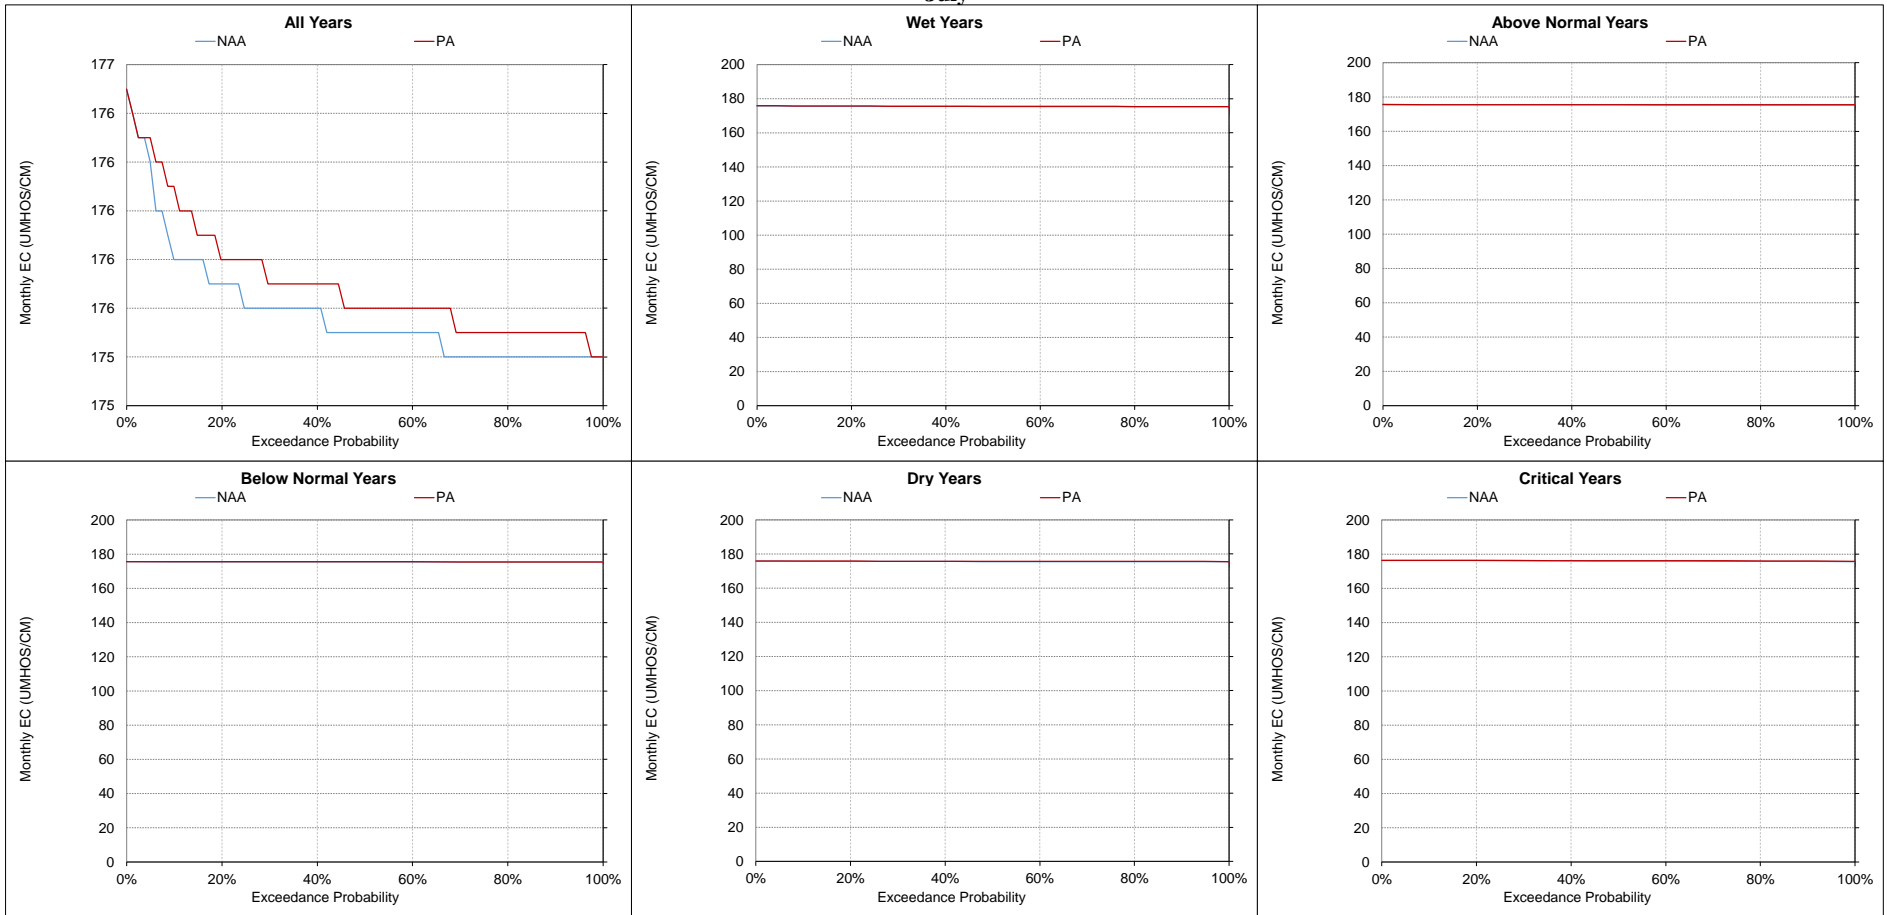 All Years
NAA PA
177
176
176
176
176
176
175
175
0% 20% 40% 60% 80% 100%
Exceedance Probability
Monthly EC (UMHOS/CM)
Wet Years
NAA PA
200
180
160
140
120
100
80
60
40
20
0
0% 20% 40% 60% 80% 100%
Exceedance Probability
Monthly EC (UMHOS/CM)
Above Normal Years
NAA PA
200
180
160
140
120
100
80
60
40
20
0
0% 20% 40% 60% 80% 100%
Exceedance Probability
Monthly EC (UMHOS/CM)
Below Normal Years
NAA PA
200
180
160
140
120
100
80
60
40
20
0
0% 20% 40% 60% 80% 100%
Exceedance Probability
Monthly EC (UMHOS/CM)
Dry Years
NAA PA
200
180
160
140
120
100
80
60
40
20
0
0% 20% 40% 60% 80% 100%
Exceedance Probability
Monthly EC (UMHOS/CM)
Critical Years
NAA PA
200
180
160
140
120
100
80
60
40
20
0
0% 20% 40% 60% 80% 100%
Exceedance Probability
Monthly EC (UMHOS/CM)